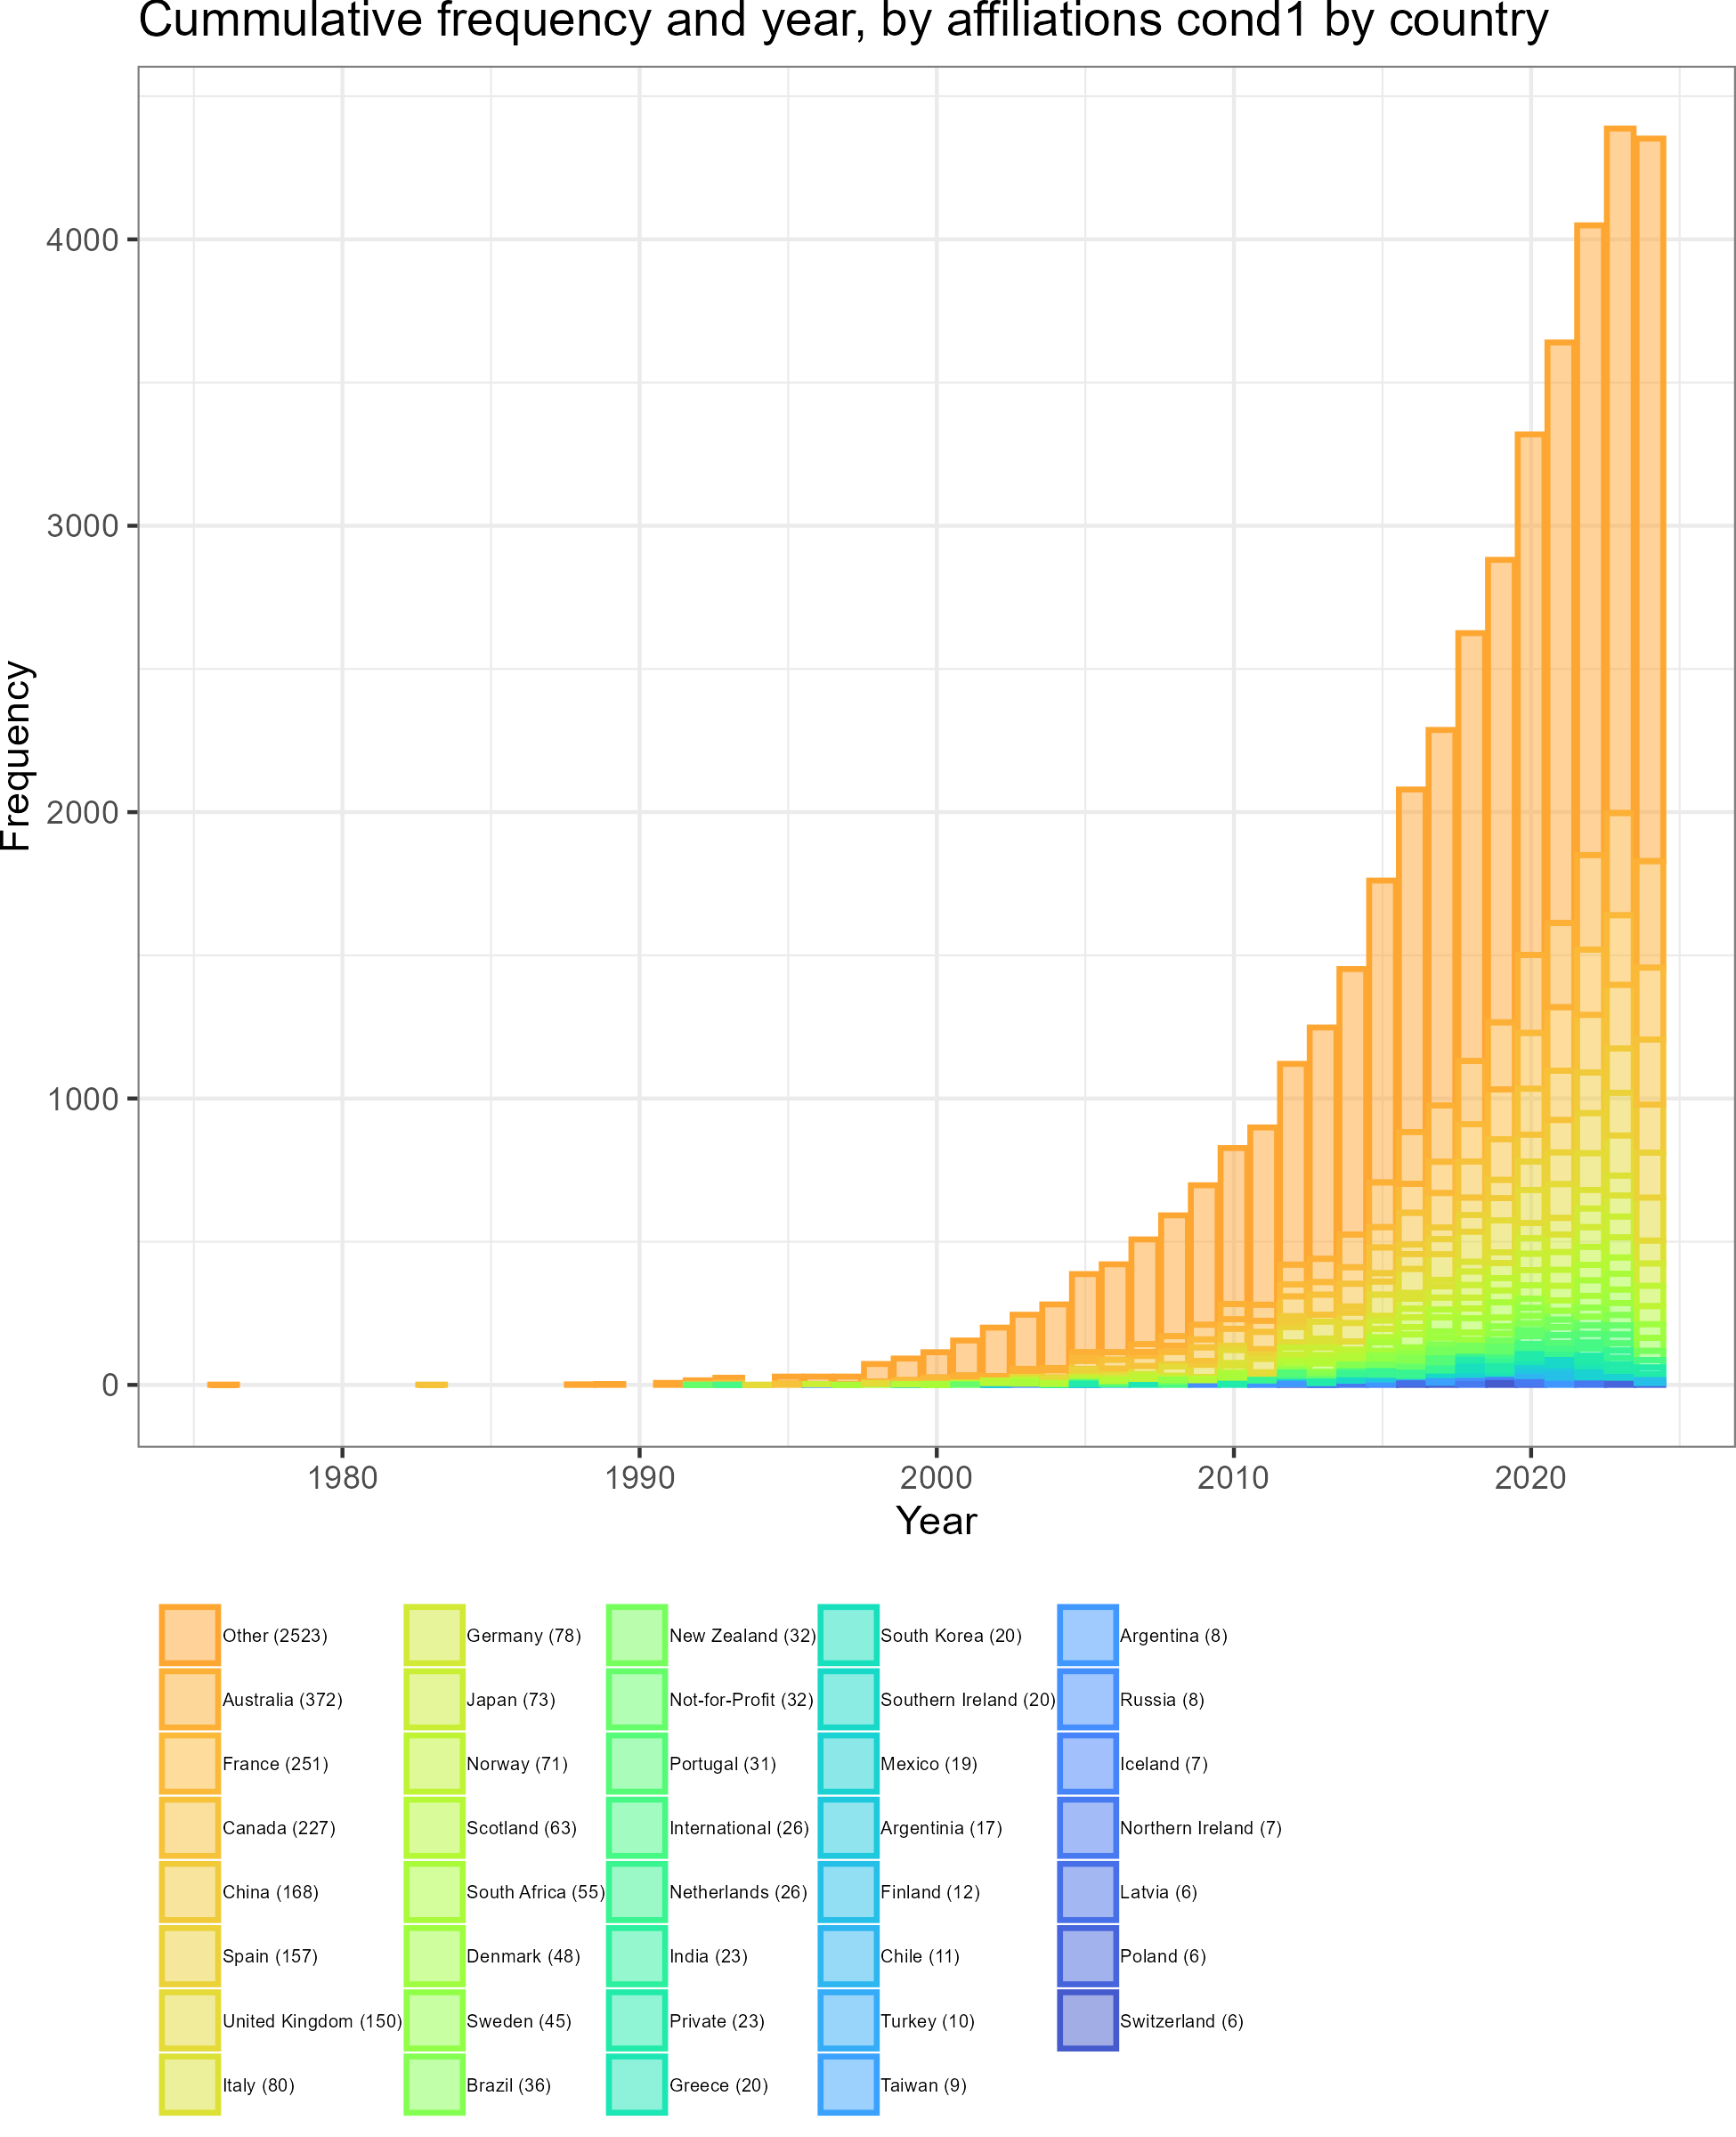 Cummulative frequency and year, by affiliations cond1 by country
4000
3000
2000
1000
0
Frequency
1980 1990 2000 2010 2020
Year
Other (2523) Germany (78) New Zealand (32) South Korea (20) Argentina (8)
Australia (372) Japan (73) Not-for-Profit (32) Southern Ireland (20) Russia (8)
France (251) Norway (71) Portugal (31) Mexico (19) Iceland (7)
Canada (227) Scotland (63) International (26) Argentinia (17) Northern Ireland (7)
China (168) South Africa (55) Netherlands (26) Finland (12) Latvia (6)
Spain (157) Denmark (48) India (23) Chile (11) Poland (6)
United Kingdom (150) Sweden (45) Private (23) Turkey (10) Switzerland (6)
Italy (80) Brazil (36) Greece (20) Taiwan (9)